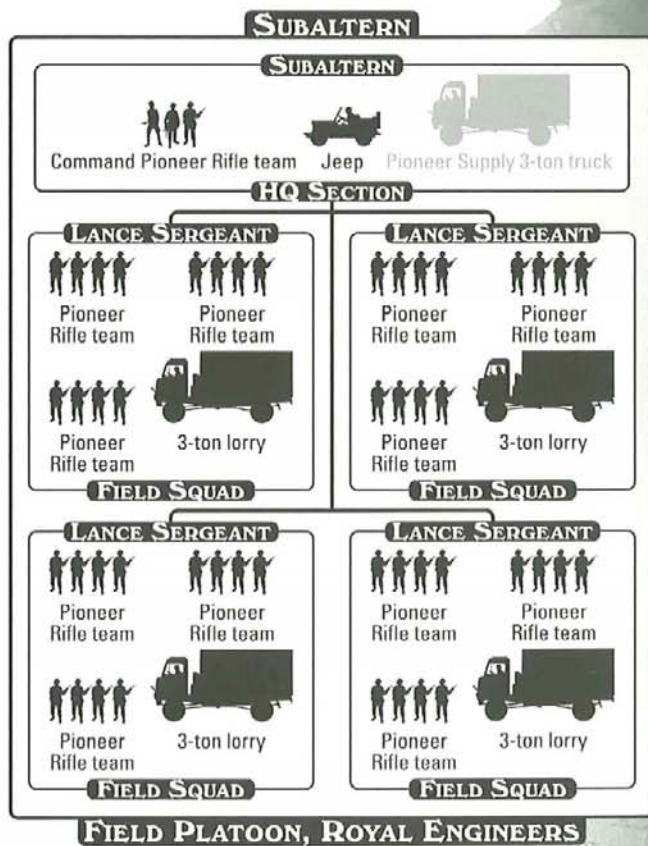 SUBALTERN
SUBALTERN
Command Pioneer Rifle team Jeep Pioneer Supply 3-ton truck
HQ SECTION
LANCE SERGEANT
Pioneer
Rifle team
Pioneer
Rifle team
Pioneer
Rifle team
3-ton lorry
FIELD SQUAD
LANCE SERGEANT
Pioneer
Rifle team
Pioneer
Rifle team
Pioneer
Rifle team
3-ton lorry
FIELD SQUAD
LANCE SERGEANT
Pioneer
Rifle team
Pioneer
Rifle team
Pioneer
Rifle team
3-ton lorry
FIELD SQUAD
LANCE SERGEANT
Pioneer
Rifle team
Pioneer
Rifle team
Pioneer
Rifle team
3-ton lorry
FIELD SQUAD
FIELD PLATOON, ROYAL ENGINEERS